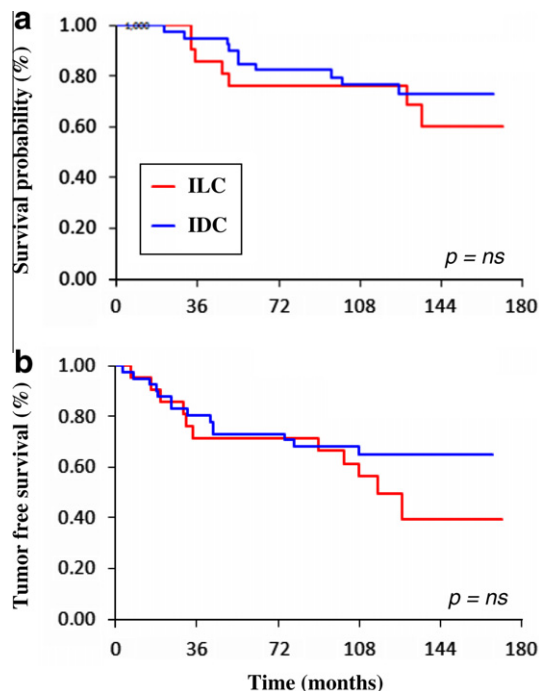 a
1.00
1,000
0.80
0.60
0.40
0.20
0.00
Survival probability (%)
ILC
IDC
p = ns
0 36 72 108 144 180
b
1.00
0.80
0.60
0.40
0.20
0.00
Tumor free survival (%)
p = ns
0 36 72 108 144 180
Time (months)